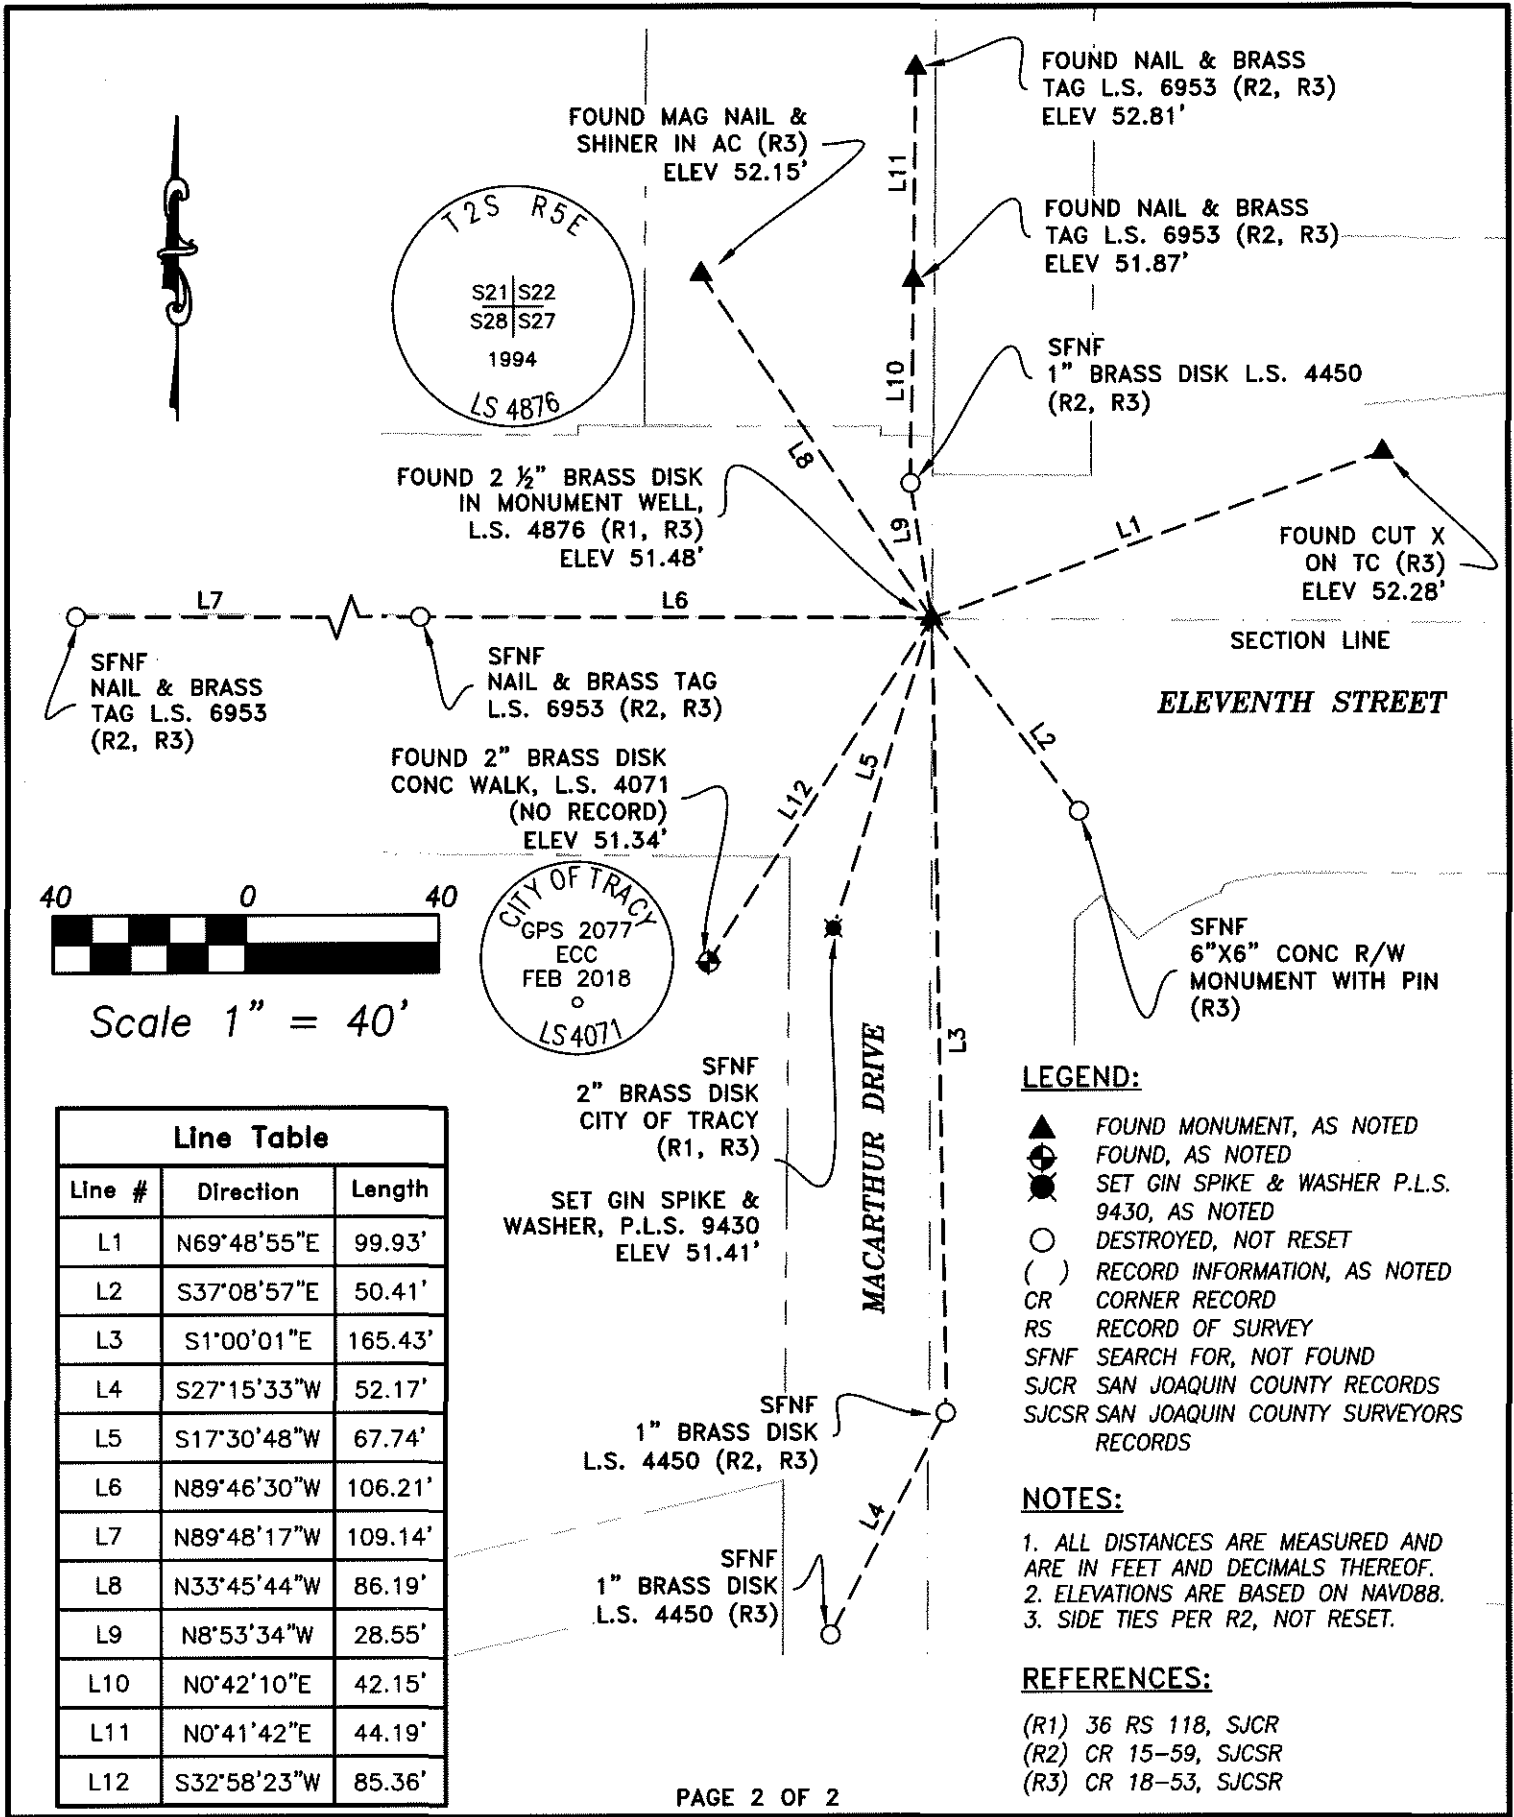 FOUND NAIL & BRASS
TAG L.S. 6953 (R2, R3)
ELEV 52.81'
FOUND MAG NAIL &
SHINER IN AC (R3)
ELEV 52.15'
L11
T2S R5E
S21 S22
S28 S27
1994
LS 4876
FOUND NAIL & BRASS
TAG L.S. 6953 (R2, R3)
ELEV 51.87'
L10
SFNF
1" BRASS DISK L.S. 4450
(R2, R3)
L8
FOUND 2 ½" BRASS DISK
IN MONUMENT WELL,
L.S. 4876 (R1, R3)
ELEV 51.48'
L9
L1
FOUND CUT X
ON TC (R3)
ELEV 52.28'
L7
L6
SECTION LINE
SFNF
NAIL & BRASS
TAG L.S. 6953
(R2, R3)
SFNF
NAIL & BRASS TAG
L.S. 6953 (R2, R3)
ELEVENTH STREET
L2
L5
L12
FOUND 2" BRASS DISK
CONC WALK, L.S. 4071
(NO RECORD)
ELEV 51.34'
CITY OF TRACY
GPS 2077
ECC
FEB 2018
LS4071
40 0 40
Scale 1" = 40'
SFNF
6"X6" CONC R/W
MONUMENT WITH PIN
(R3)
L3
MACARTHUR DRIVE
SFNF
2" BRASS DISK
CITY OF TRACY
(R1, R3)
SET GIN SPIKE &
WASHER, P.L.S. 9430
ELEV 51.41'
SFNF
1" BRASS DISK
L.S. 4450 (R2, R3)
L4
SFNF
1" BRASS DISK
L.S. 4450 (R3)
Line Table
Line # Direction Length
L1 N69°48'55"E 99.93'
L2 S37°08'57"E 50.41'
L3 S1°00'01"E 165.43'
L4 S27°15'33"W 52.17'
L5 S17°30'48"W 67.74'
L6 N89°46'30"W 106.21'
L7 N89°48'17"W 109.14'
L8 N33°45'44"W 86.19'
L9 N8°53'34"W 28.55'
L10 N0°42'10"E 42.15'
L11 N0°41'42"E 44.19'
L12 S32°58'23"W 85.36'
LEGEND:
FOUND MONUMENT, AS NOTED
FOUND, AS NOTED
SET GIN SPIKE & WASHER P.L.S.
9430, AS NOTED
DESTROYED, NOT RESET
( ) RECORD INFORMATION, AS NOTED
CR CORNER RECORD
RS RECORD OF SURVEY
SFNF SEARCH FOR, NOT FOUND
SJCR SAN JOAQUIN COUNTY RECORDS
SJCSR SAN JOAQUIN COUNTY SURVEYORS
RECORDS
NOTES:
1. ALL DISTANCES ARE MEASURED AND
ARE IN FEET AND DECIMALS THEREOF.
2. ELEVATIONS ARE BASED ON NAVD88.
3. SIDE TIES PER R2, NOT RESET.
REFERENCES:
(R1) 36 RS 118, SJCR
(R2) CR 15-59, SJCSR
(R3) CR 18-53, SJCSR
PAGE 2 OF 2